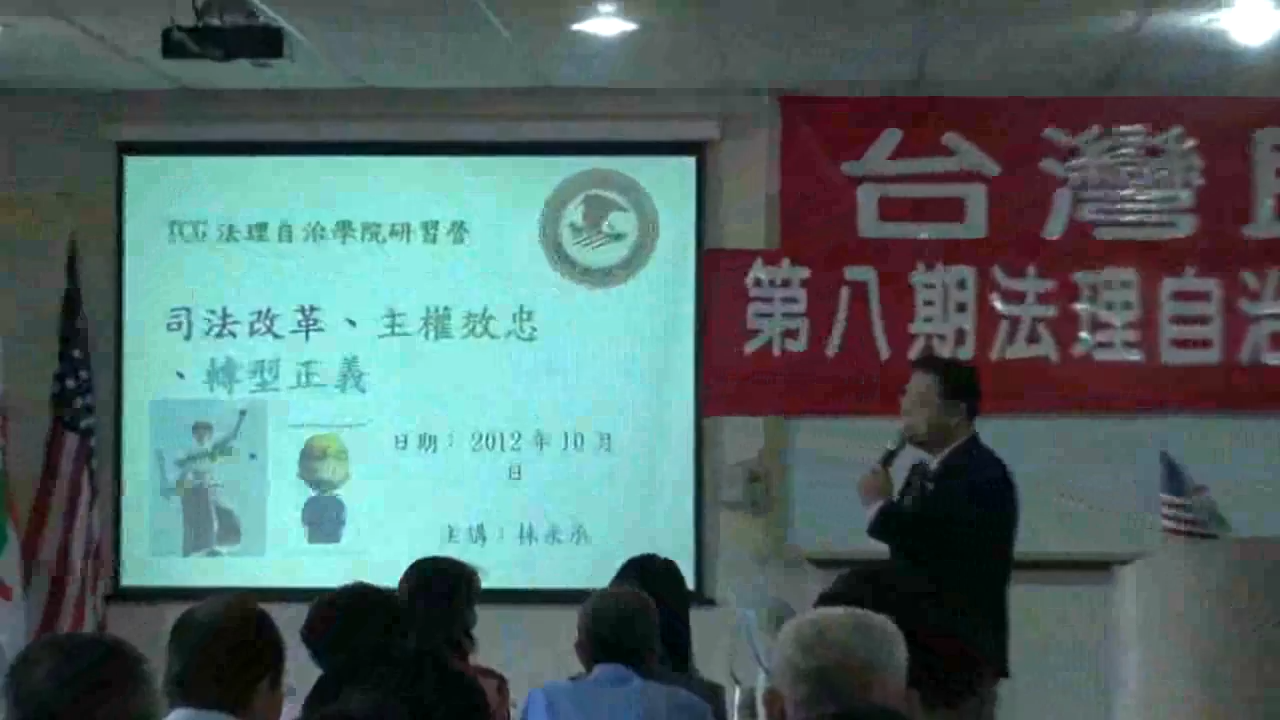 TCG 法理自治學院研習營
司法改革、主權效忠
、轉型正義
日期： 2012 年 10 月
日
主講：林永承
台灣
第八期法理自治